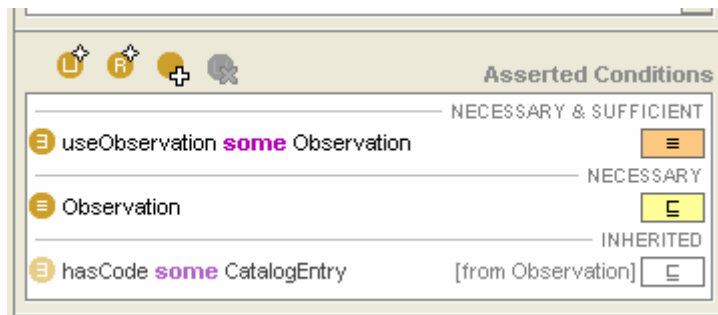 Asserted Conditions
NECESSARY & SUFFICIENT
useObservation some Observation
≡
NECESSARY
Observation
⊑
INHERITED
hasCode some CatalogEntry [from Observation] ⊑